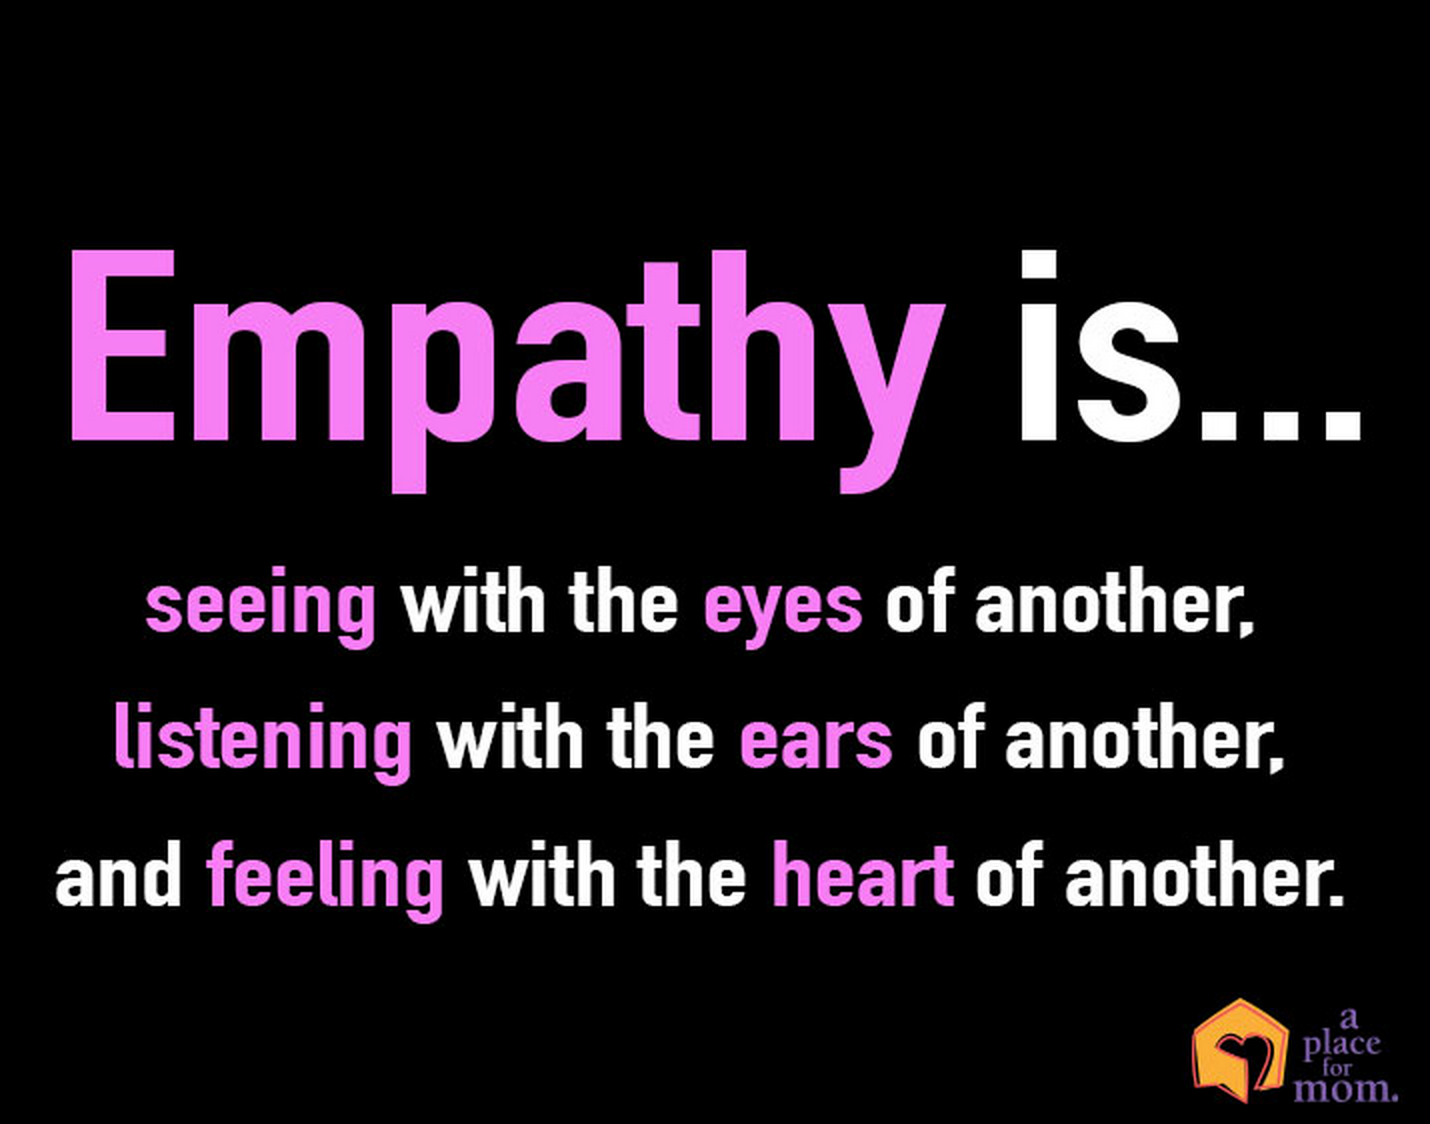 Empathy is...
seeing with the eyes of another,
listening with the ears of another,
and feeling with the heart of another.
a
place
for
mom.